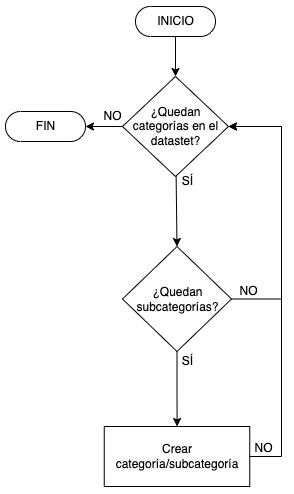 INICIO
¿Quedan
categorías en el
datastet?
NO
FIN
SÍ
¿Quedan
subcategorías?
NO
SÍ
Crear
categoría/subcategoría
NO